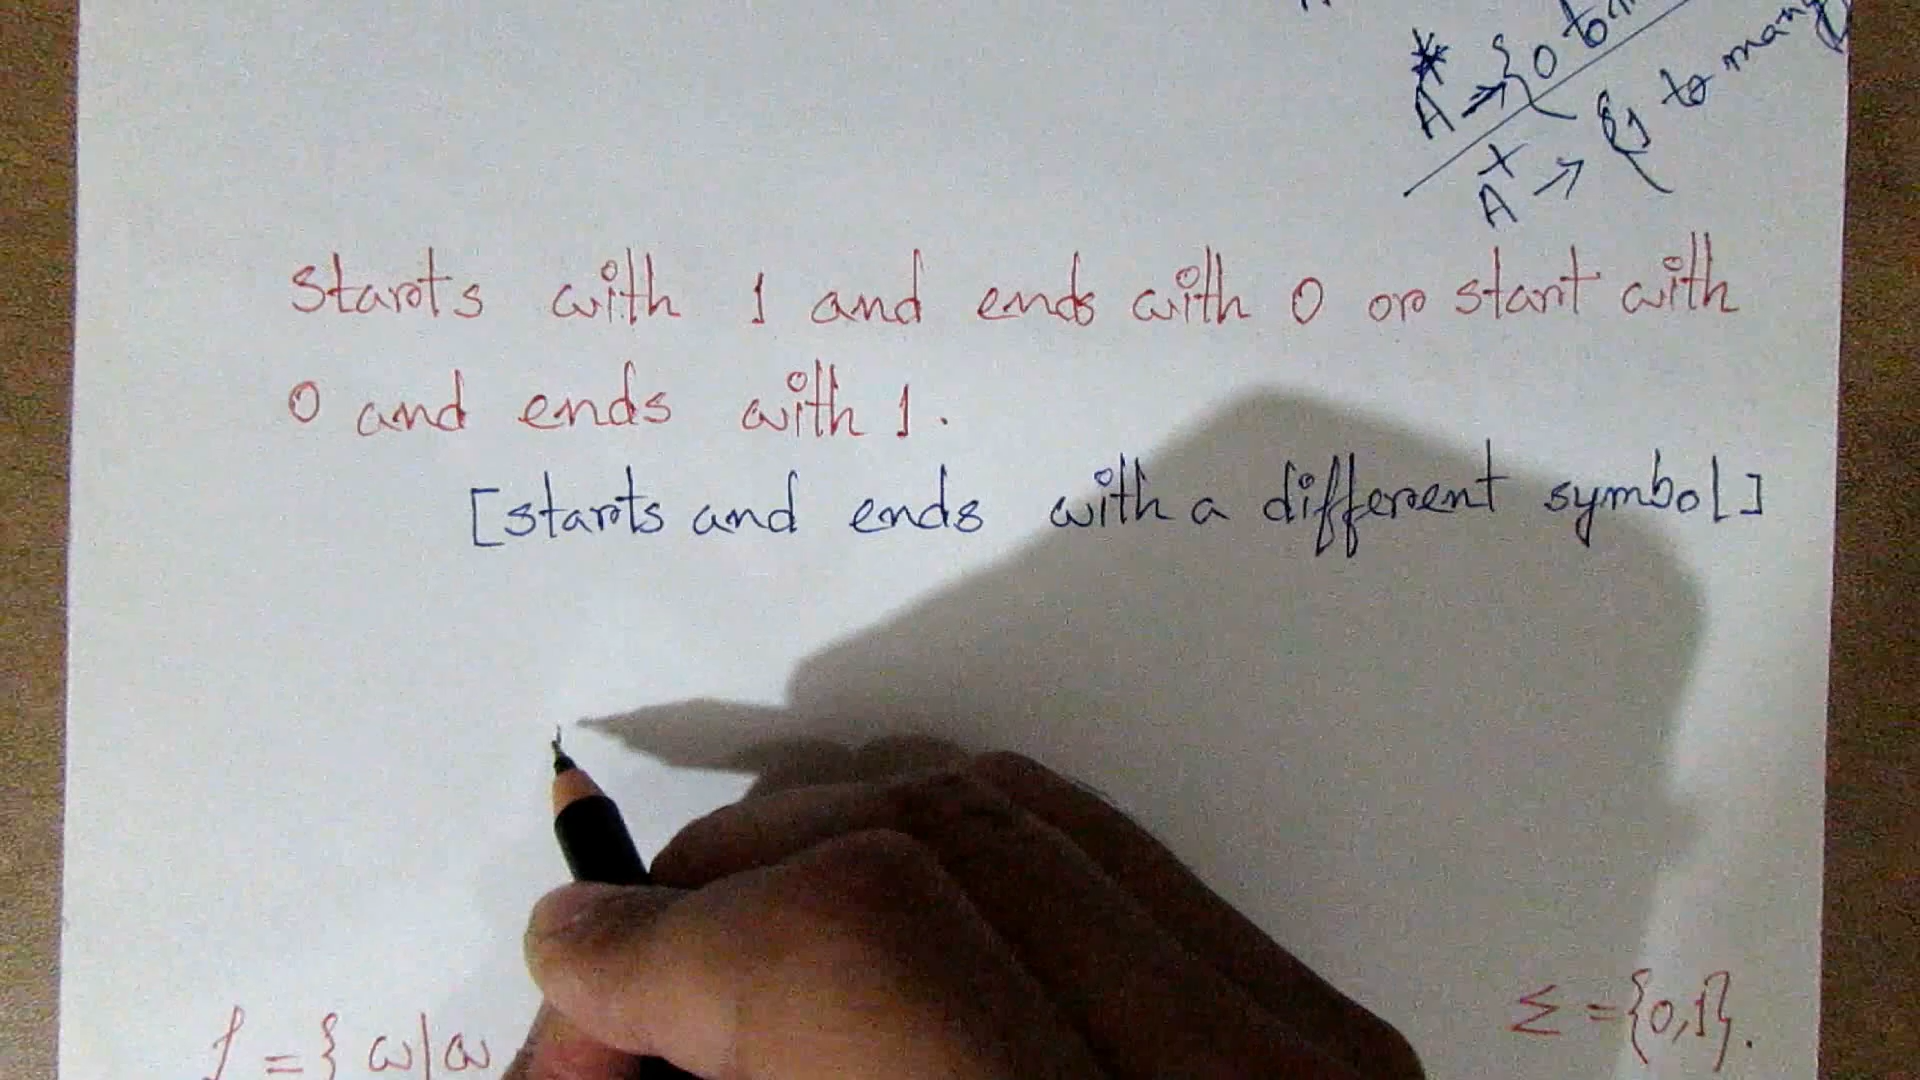 A* → {0 to
A+ → {1 to many
starts with 1 and ends with 0 or start with
0 and ends with 1.
[starts and ends with a different symbol]
Σ = {0,1}.
L = { w | w